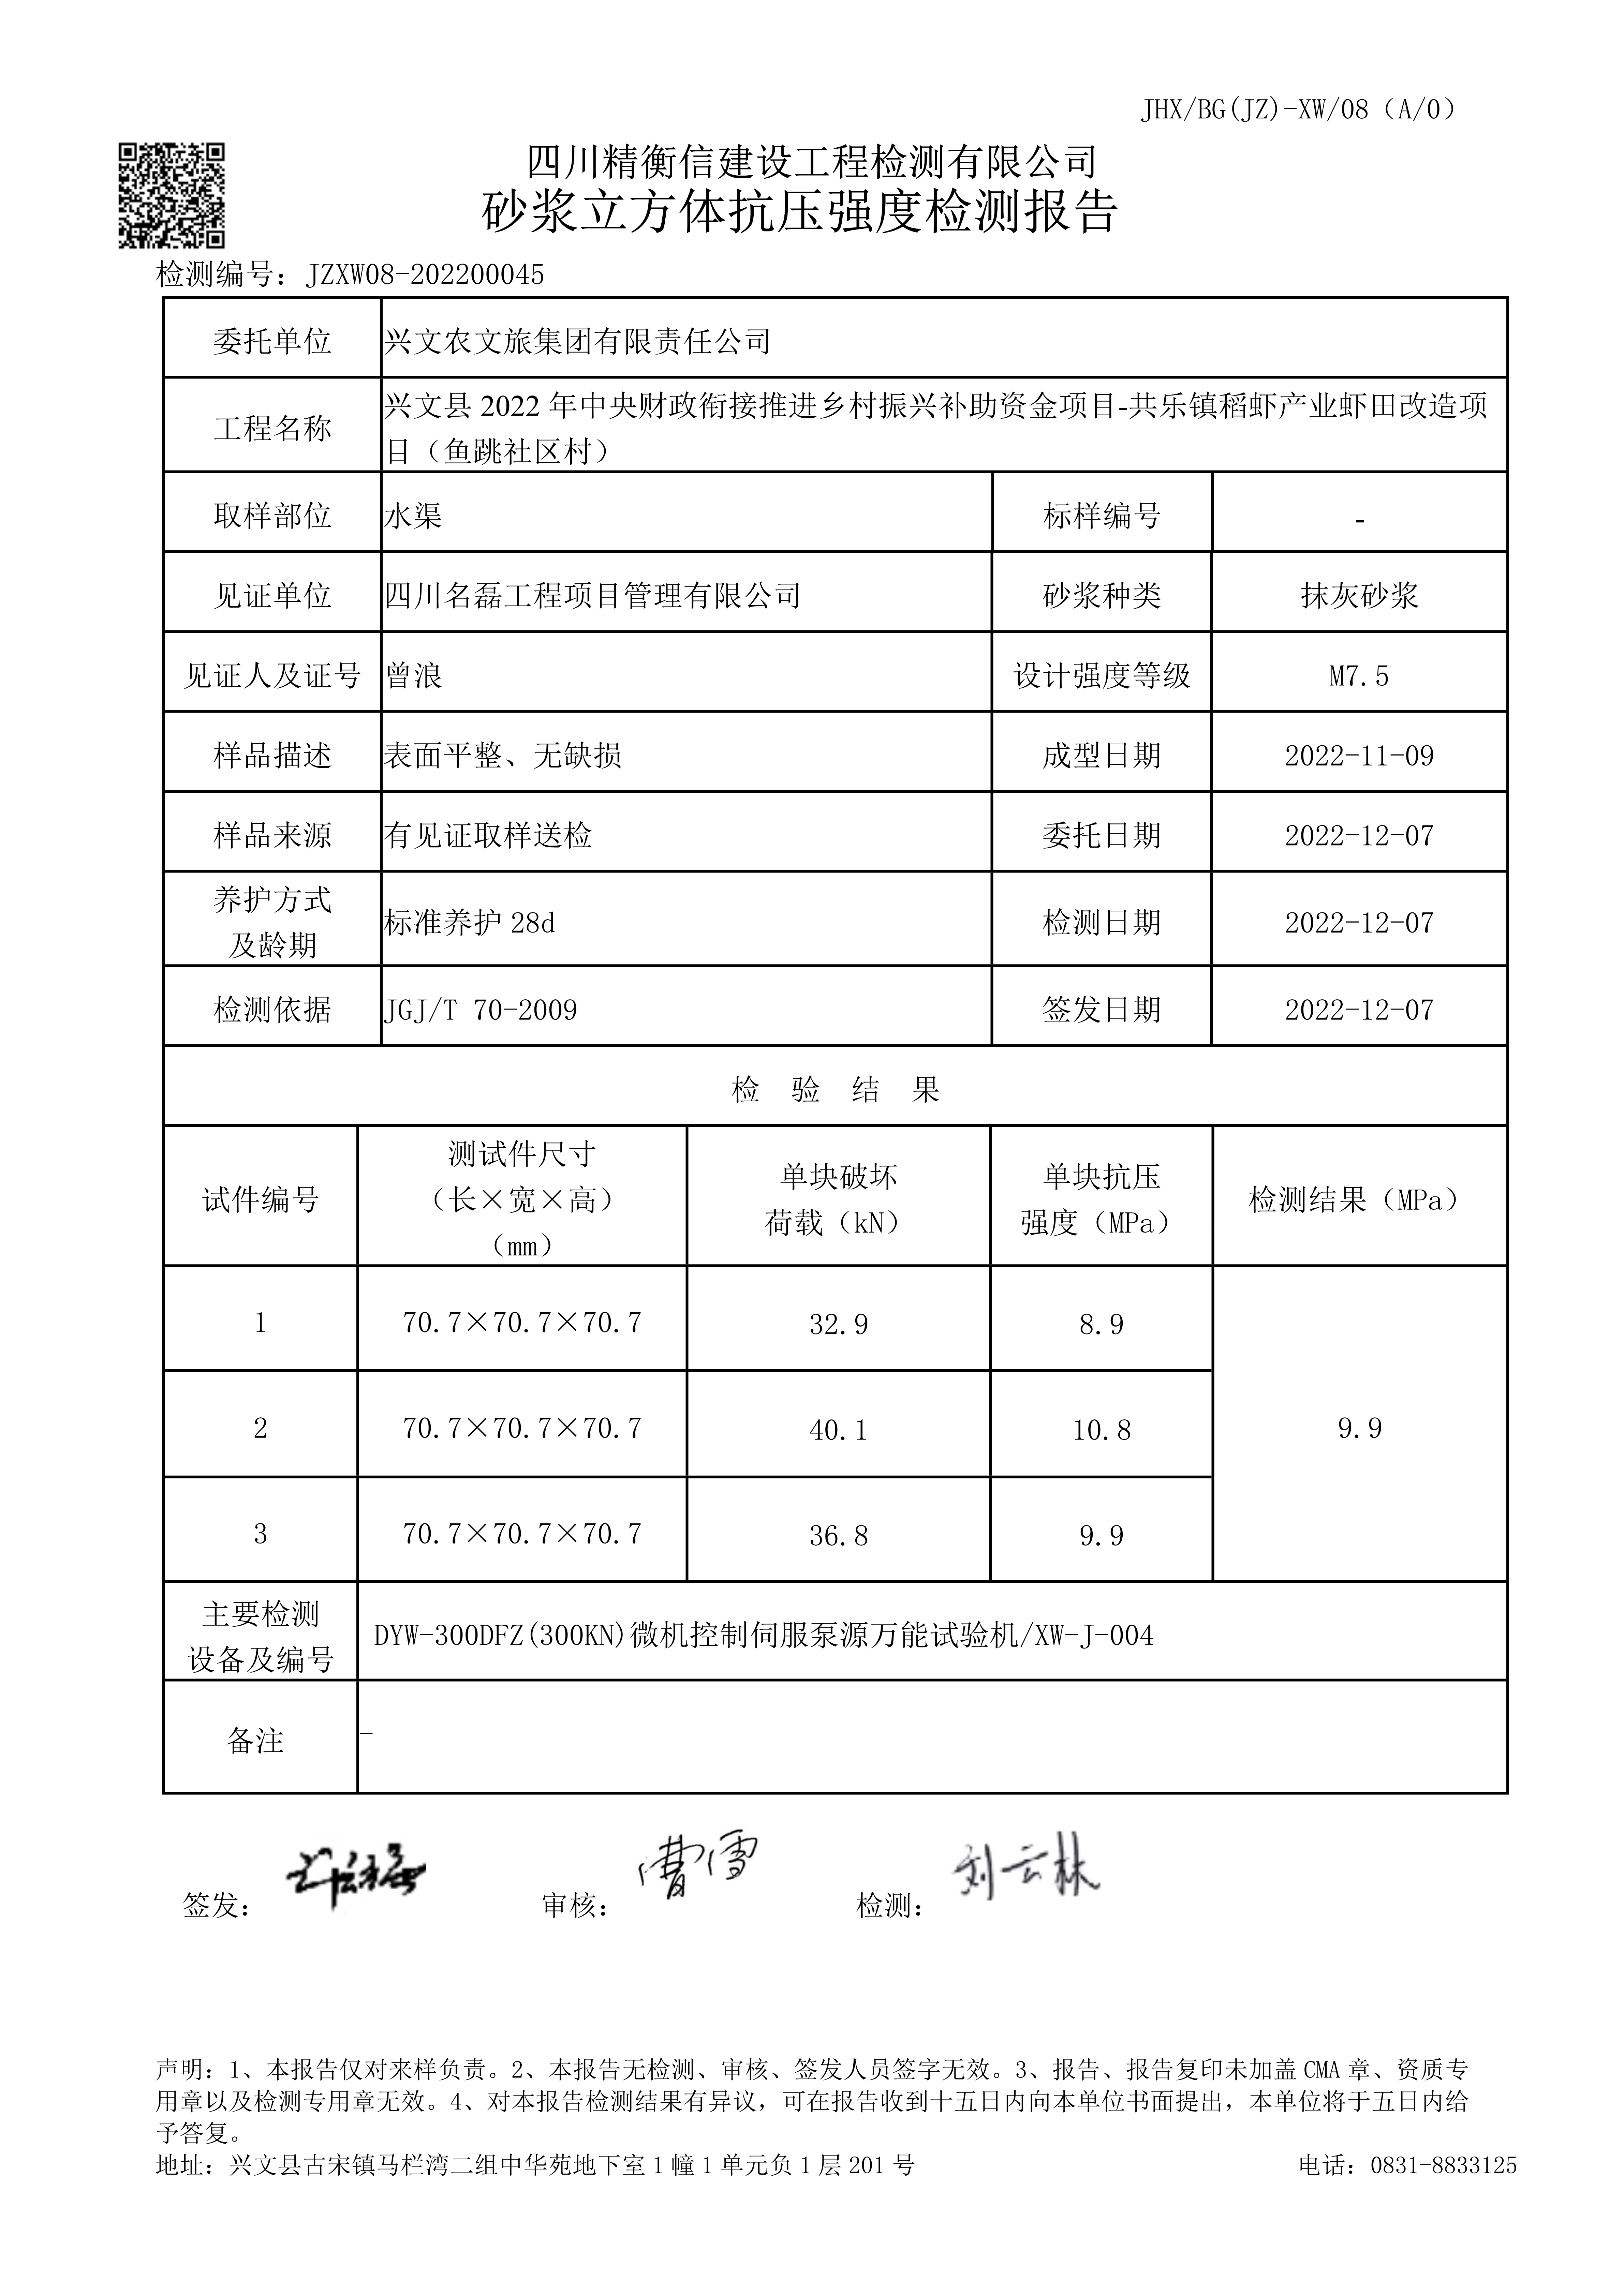 JHX/BG(JZ)-XW/08（A/0）
四川精衡信建设工程检测有限公司
砂浆立方体抗压强度检测报告
检测编号：JZXW08-202200045
委托单位 兴文农文旅集团有限责任公司
工程名称 兴文县 2022 年中央财政衔接推进乡村振兴补助资金项目-共乐镇稻虾产业虾田改造项
目（鱼跳社区村）
取样部位 水渠 标样编号 -
见证单位 四川名磊工程项目管理有限公司 砂浆种类 抹灰砂浆
见证人及证号 曾浪 设计强度等级 M7.5
样品描述 表面平整、无缺损 成型日期 2022-11-09
样品来源 有见证取样送检 委托日期 2022-12-07
养护方式
及龄期 标准养护 28d 检测日期 2022-12-07
检测依据 JGJ/T 70-2009 签发日期 2022-12-07
检 验 结 果
试件编号
测试件尺寸
（长×宽×高）
（mm）
单块破坏
荷载（kN）
单块抗压
强度（MPa）
检测结果（MPa）
1 70.7×70.7×70.7 32.9 8.9
2 70.7×70.7×70.7 40.1 10.8 9.9
3 70.7×70.7×70.7 36.8 9.9
主要检测
设备及编号
DYW-300DFZ(300KN)微机控制伺服泵源万能试验机/XW-J-004
备注 -
签发： 审核：曹雪 检测：刘云林
声明：1、本报告仅对来样负责。2、本报告无检测、审核、签发人员签字无效。3、报告、报告复印未加盖 CMA 章、资质专
用章以及检测专用章无效。4、对本报告检测结果有异议，可在报告收到十五日内向本单位书面提出，本单位将于五日内给
予答复。
地址：兴文县古宋镇马栏湾二组中华苑地下室 1 幢 1 单元负 1 层 201 号 电话：0831-8833125